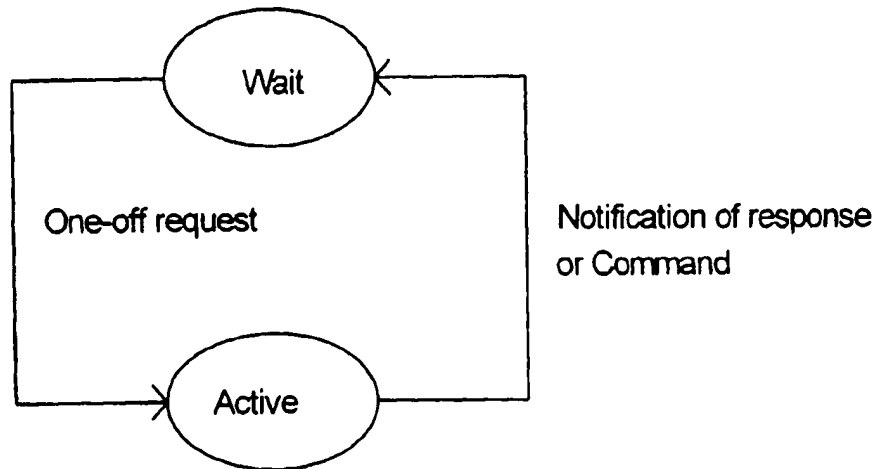 Wait
One-off request
Notification of response
or Command
Active